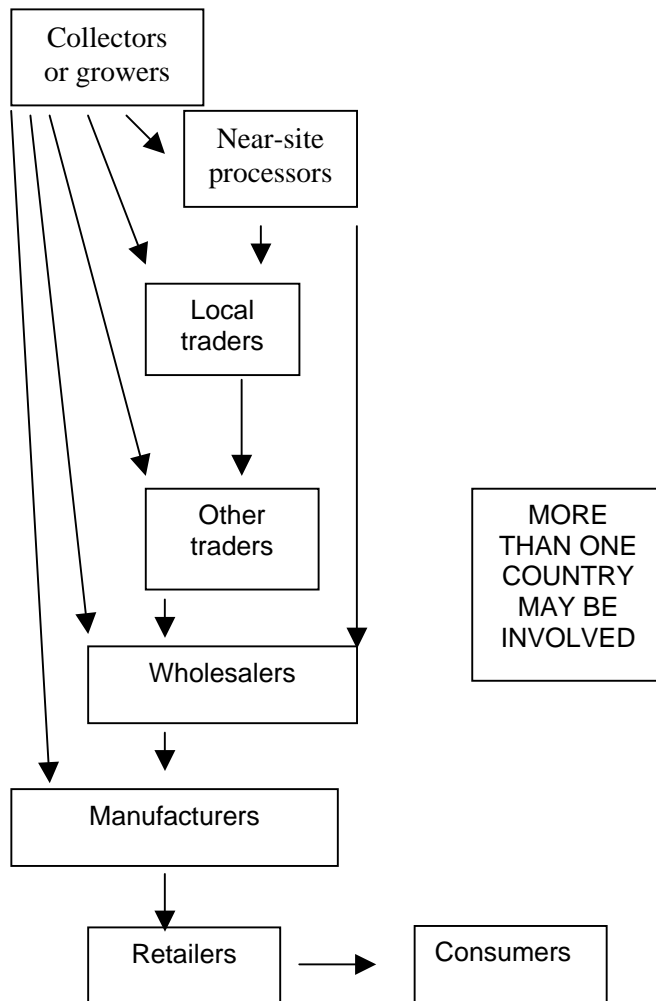 Collectors
or growers
Near-site
processors
Local
traders
Other
traders
MORE
THAN ONE
COUNTRY
MAY BE
INVOLVED
Wholesalers
Manufacturers
Retailers
Consumers